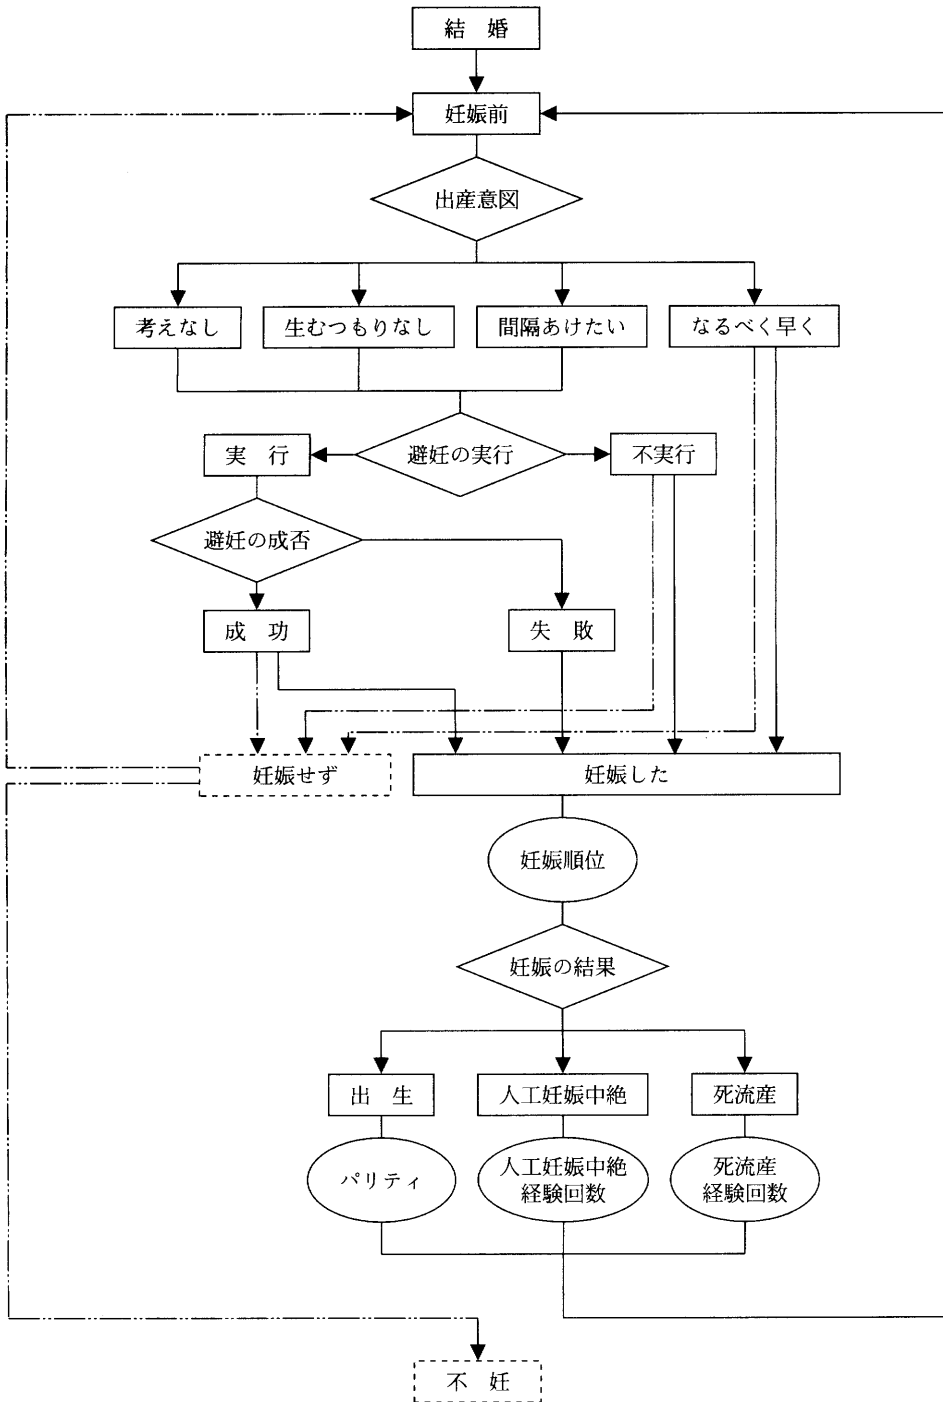 結　婚
妊娠前
出産意図
考えなし
生むつもりなし
間隔あけたい
なるべく早く
実　行
避妊の実行
不実行
避妊の成否
成　功
失　敗
妊娠せず
妊娠した
妊娠順位
妊娠の結果
出　生
人工妊娠中絶
死流産
パリティ
人工妊娠中絶
経験回数
死流産
経験回数
不　妊